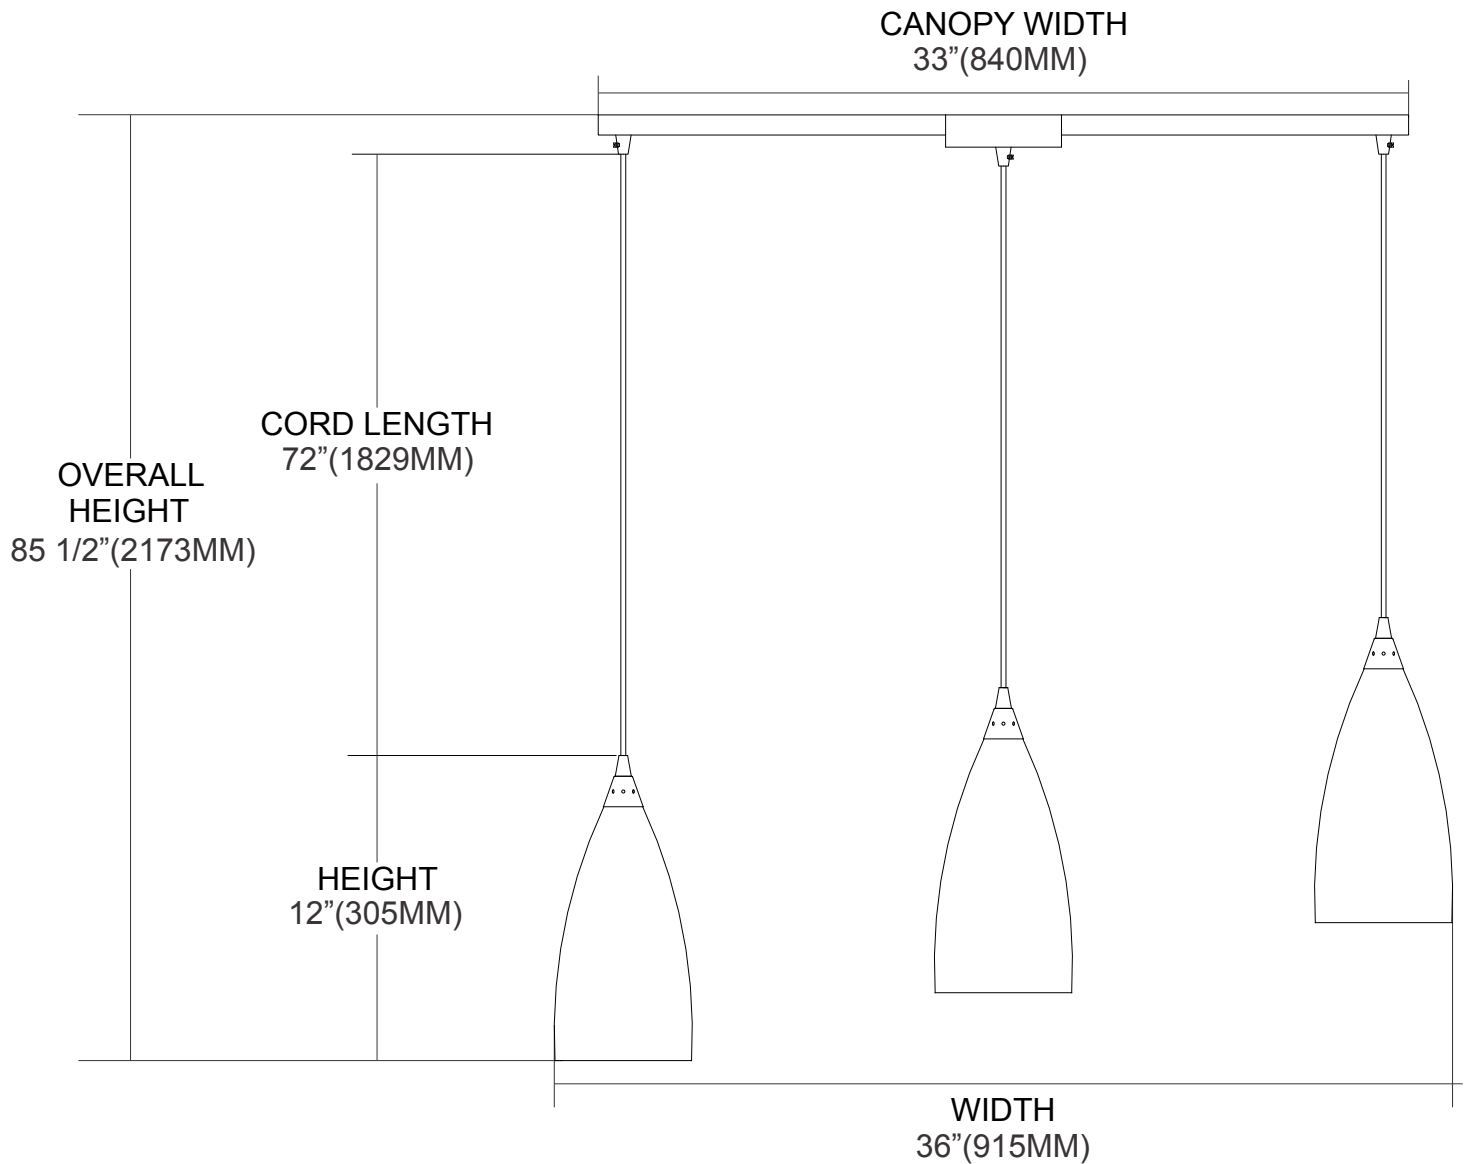 CANOPY WIDTH
33”(840MM)
CORD LENGTH
72”(1829MM)
OVERALL
HEIGHT
85 1/2”(2173MM)
HEIGHT
12”(305MM)
WIDTH
36”(915MM)